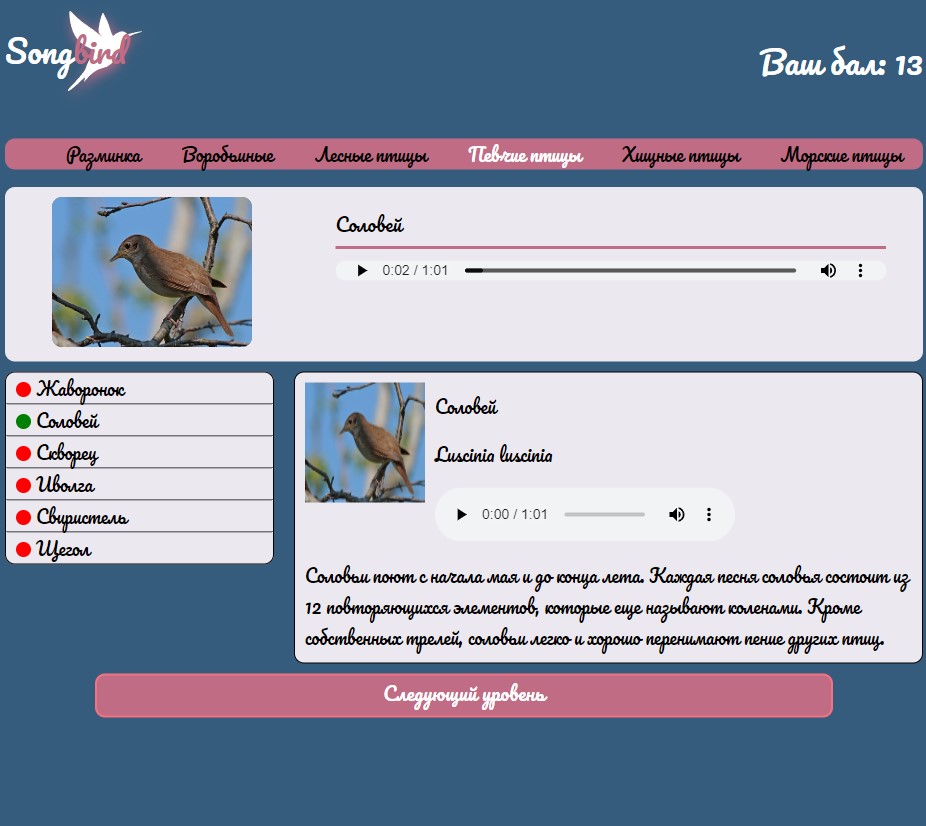 Songbird
Ваш бал: 13
Разминка Воробьиные Лесные птицы Певчие птицы Хищные птицы Морские птицы
Соловей
0:02 / 1:01
Жаворонок
Соловей
Скворец
Иволга
Свиристель
Щегол
Соловей
Luscinia luscinia
0:00 / 1:01
Соловьи поют с начала мая и до конца лета. Каждая песня соловья состоит из
12 повторяющихся элементов, которые еще называют коленами. Кроме
собственных трелей, соловьи легко и хорошо перенимают пение других птиц.
Следующий уровень